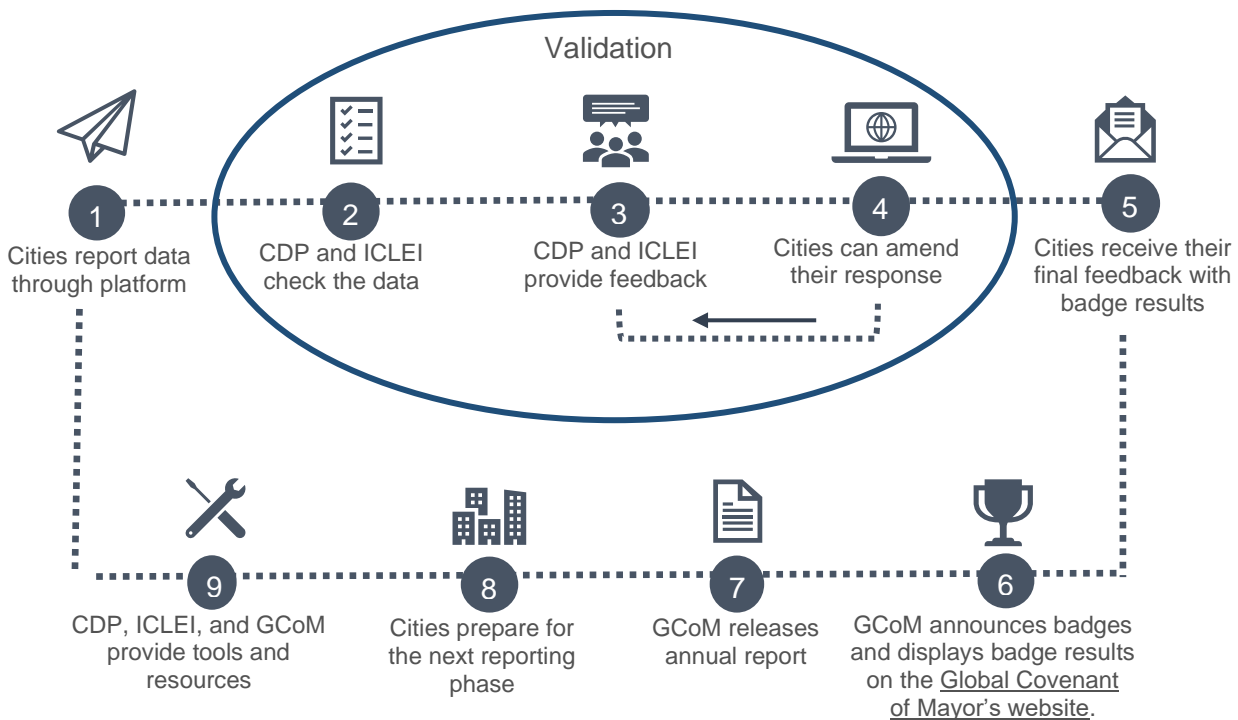 Validation
1
Cities report data
through platform
2
CDP and ICLEI
check the data
3
CDP and ICLEI
provide feedback
4
Cities can amend
their response
5
Cities receive their
final feedback with
badge results
9
CDP, ICLEI, and GCoM
provide tools and
resources
8
Cities prepare for
the next reporting
phase
7
GCoM releases
annual report
6
GCoM announces badges
and displays badge results
on the Global Covenant
of Mayor's website.